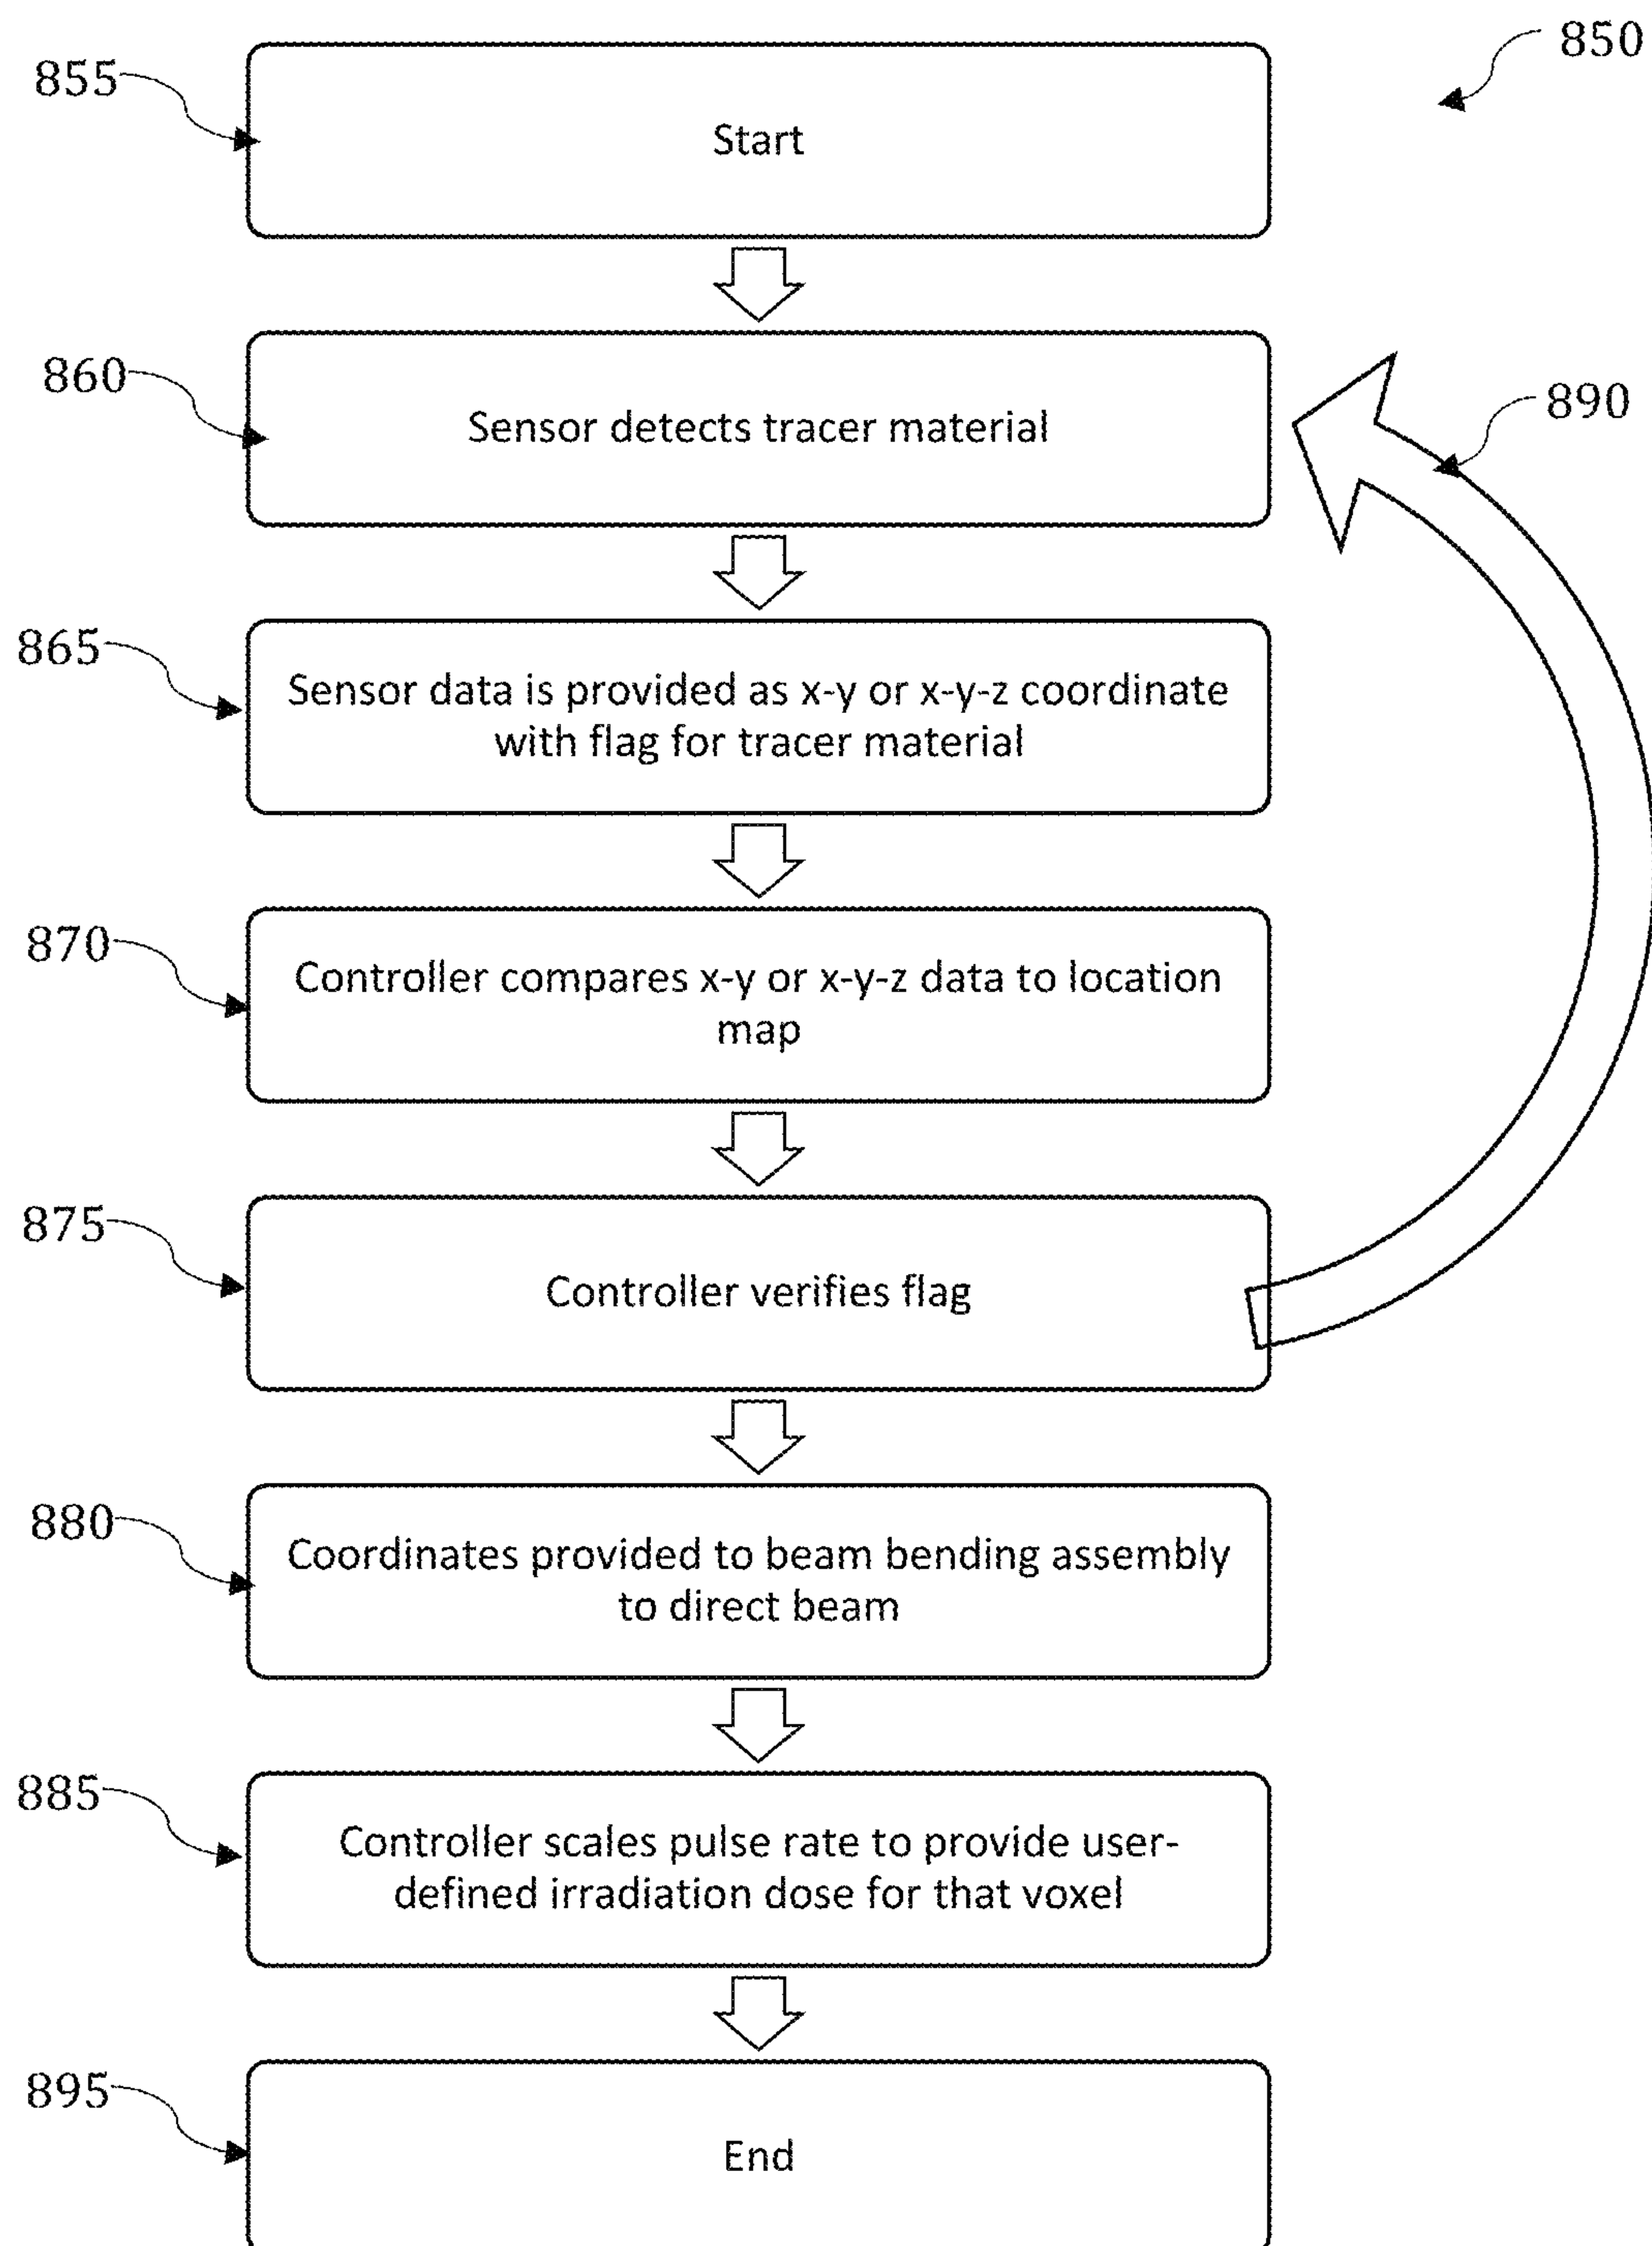 850
855
Start
860
Sensor detects tracer material
890
865
Sensor data is provided as x-y or x-y-z coordinate
with flag for tracer material
870
Controller compares x-y or x-y-z data to location
map
875
Controller verifies flag
880
Coordinates provided to beam bending assembly
to direct beam
885
Controller scales pulse rate to provide user-
defined irradiation dose for that voxel
895
End